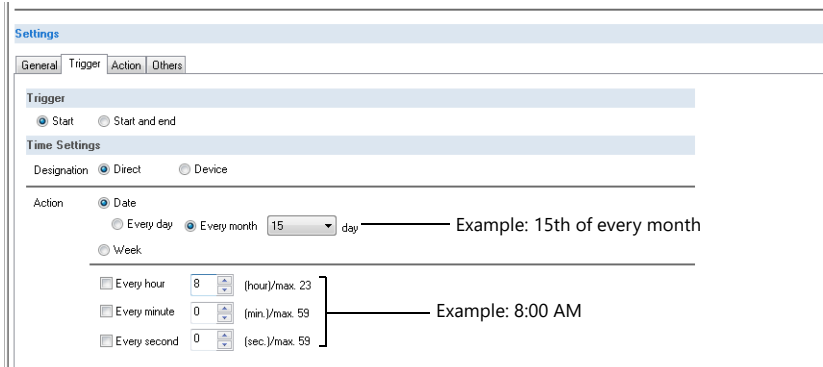 Settings
General Trigger Action Others
Trigger
Start Start and end
Time Settings
Designation Direct Device
Action Date
Every day Every month 15 day Example: 15th of every month
Week
Every hour 8 (hour)/max. 23
Every minute 0 (min.)/max. 59 Example: 8:00 AM
Every second 0 (sec.)/max. 59